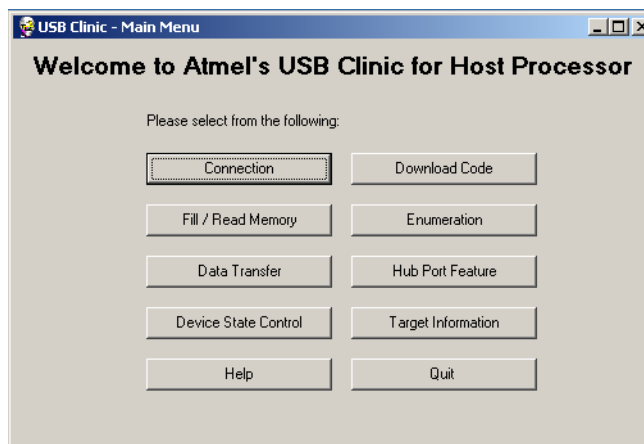 USB Clinic - Main Menu
Welcome to Atmel's USB Clinic for Host Processor
Please select from the following:
Connection
Download Code
Fill / Read Memory
Enumeration
Data Transfer
Hub Port Feature
Device State Control
Target Information
Help
Quit